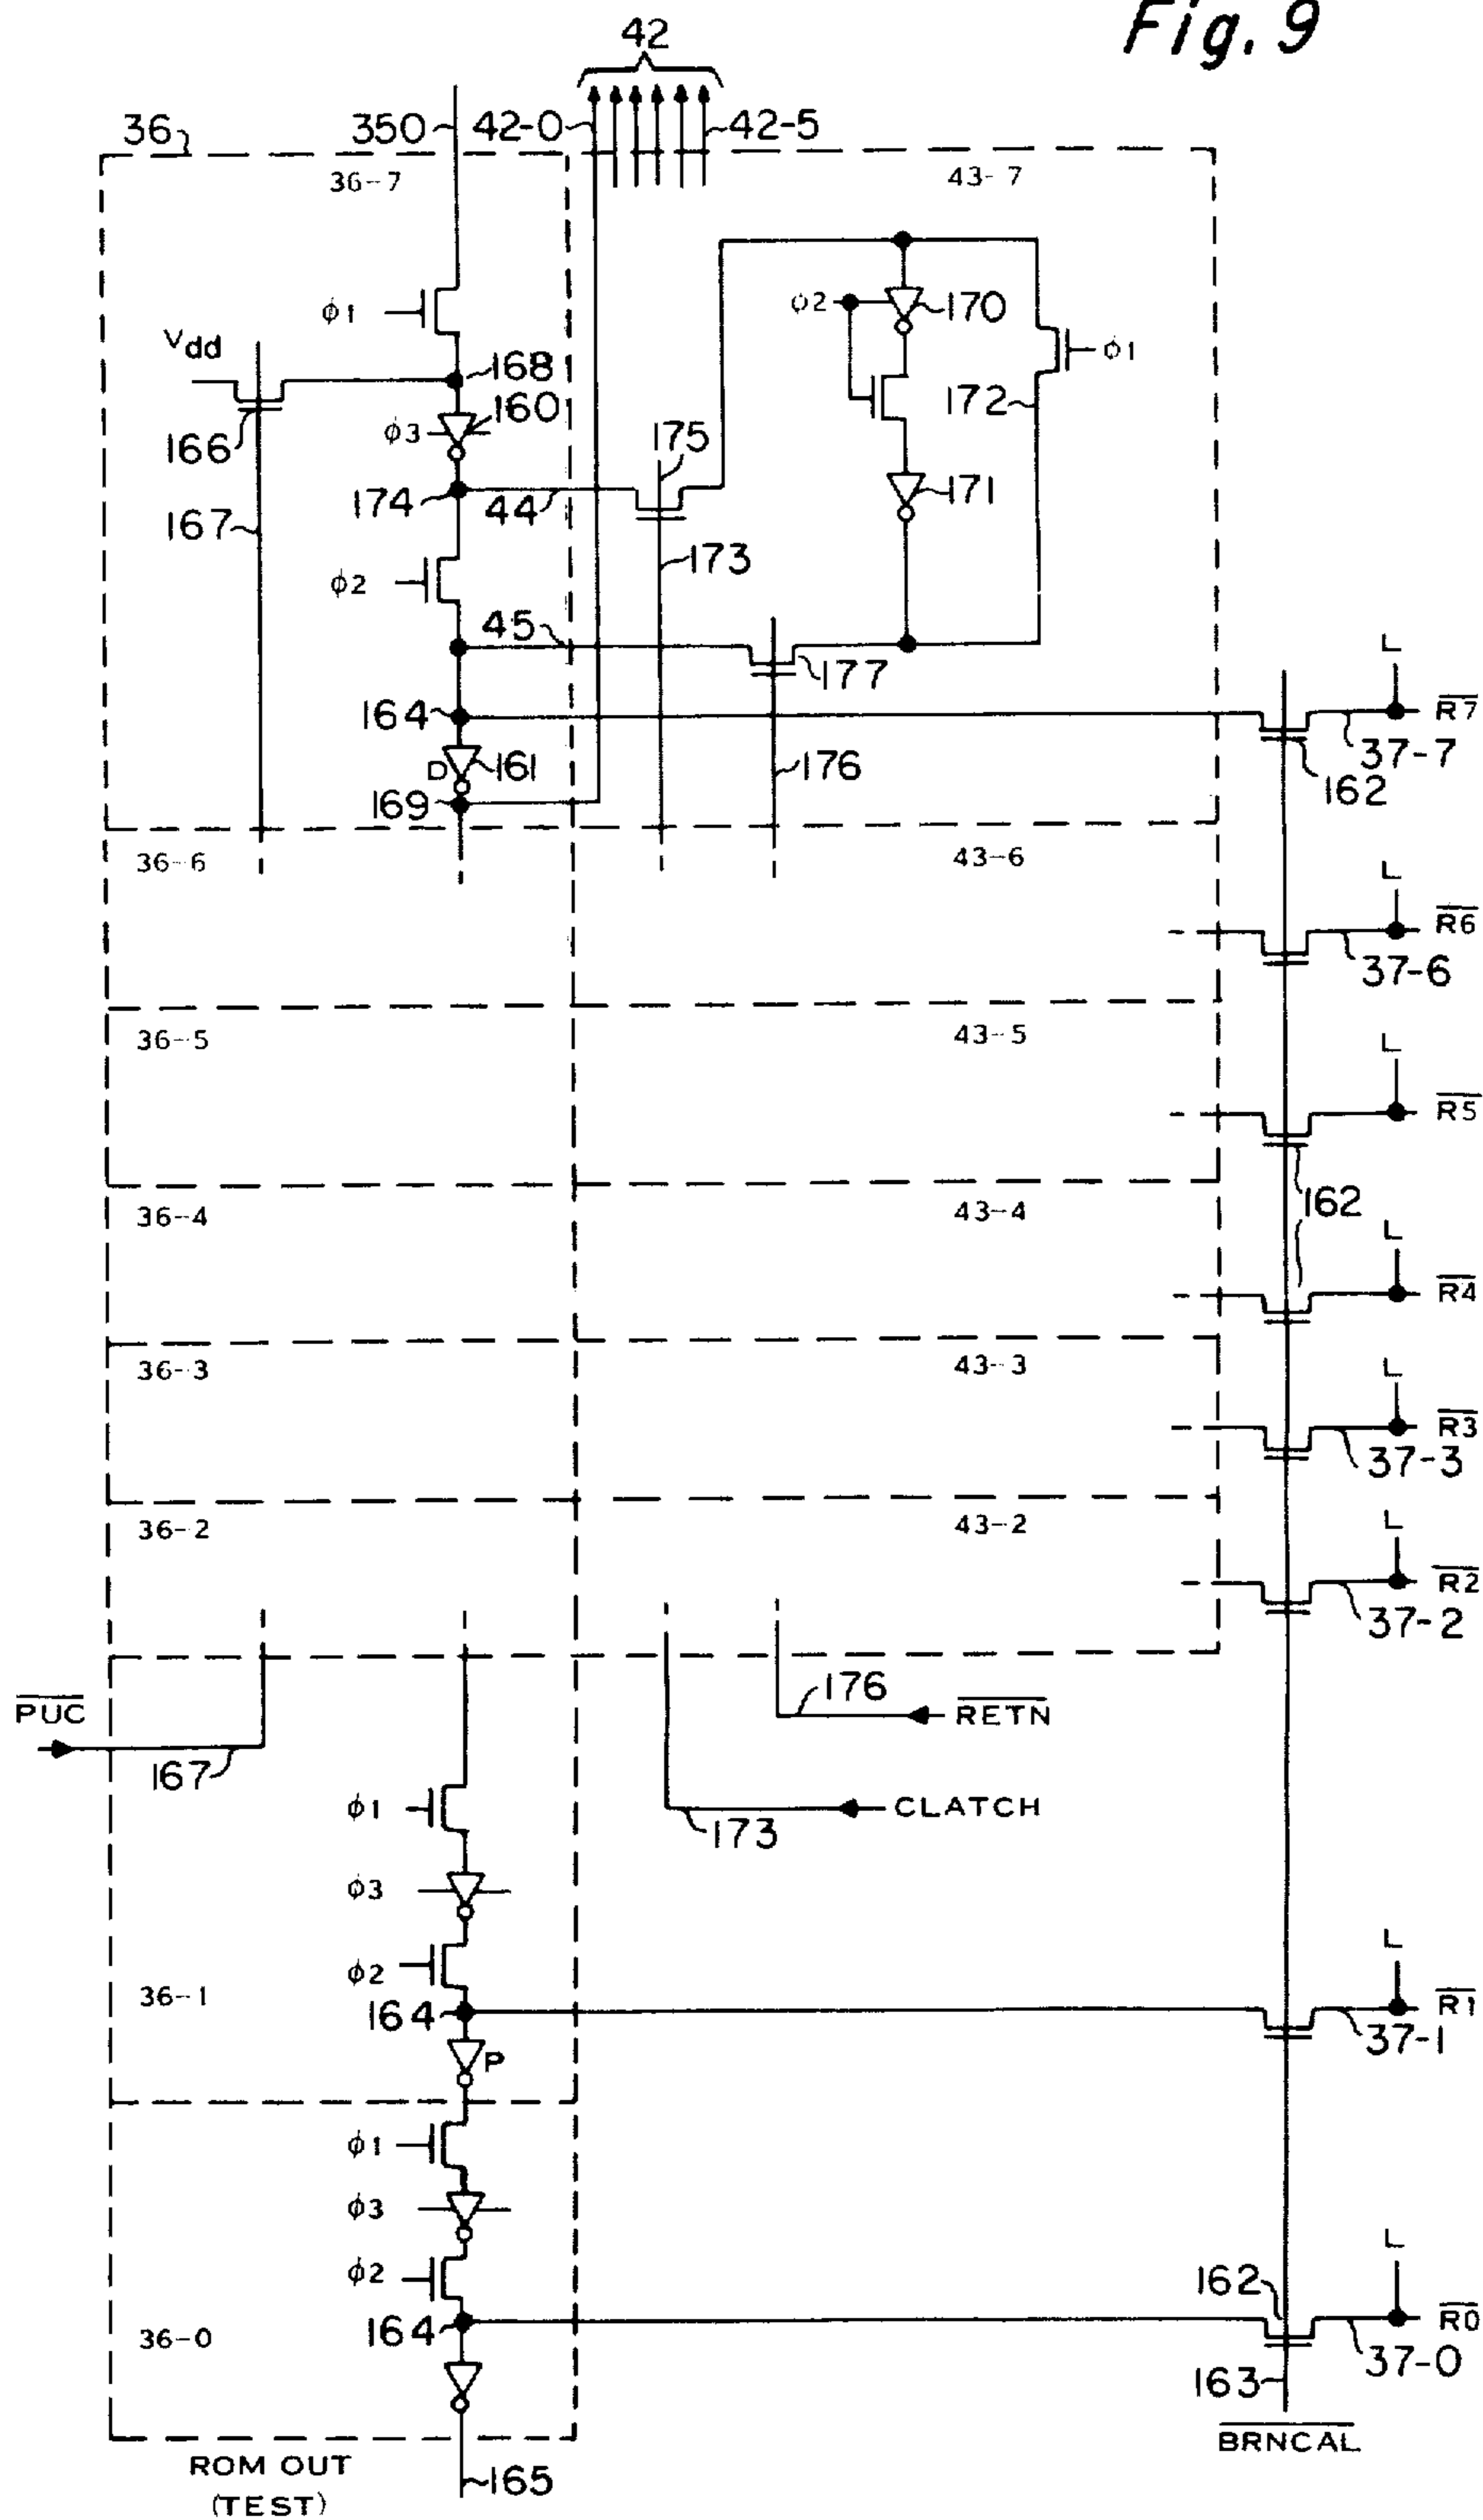 Fig. 9
42
36
350
42-0
42-5
36-7
43-7
φ1
φ2
170
Vdd
168
φ1
160
172
φ3
175
166
174
44
171
167
173
φ2
45
177
L
164
R7
37-7
D
161
176
162
169
36-6
43-6
L
R6
37-6
36-5
43-5
L
R5
36-4
43-4
162
L
R4
36-3
43-3
L
R3
37-3
36-2
43-2
L
R2
37-2
PUC
176
RETN
167
φ1
CLATCH
173
φ3
L
φ2
36-1
164
R1
37-1
P
φ1
φ3
L
φ2
162
36-0
164
R0
37-0
163
BRNCAL
ROM OUT
(TEST)
165